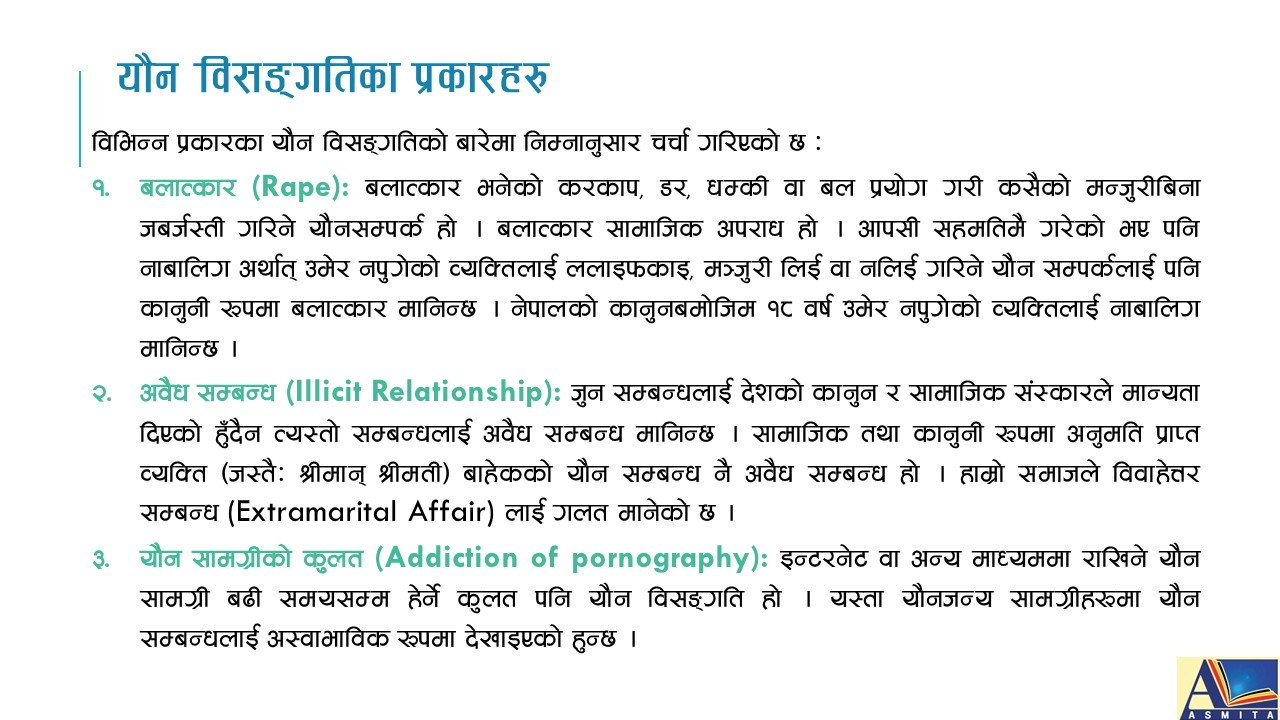 यौन विसङ्गतिका प्रकारहरु
विभिन्न प्रकारका यौन विसङ्गतिको बारेमा निम्नानुसार चर्चा गरिएको छ :
१. बलात्कार (Rape): बलात्कार भनेको करकाप, डर, धम्की वा बल प्रयोग गरी कसैको मन्जुरीबिना
जबर्जस्ती गरिने यौनसम्पर्क हो । बलात्कार सामाजिक अपराध हो । आपसी सहमतिमै गरेको भए पनि
नाबालिग अर्थात् उमेर नपुगेको व्यक्तिलाई ललाइफकाइ, मञ्जुरी लिई वा नलिई गरिने यौन सम्पर्कलाई पनि
कानुनी रुपमा बलात्कार मानिन्छ । नेपालको कानुनबमोजिम १८ वर्ष उमेर नपुगेको व्यक्तिलाई नाबालिग
मानिन्छ ।
२. अवैध सम्बन्ध (Illicit Relationship): जुन सम्बन्धलाई देशको कानुन र सामाजिक संस्कारले मान्यता
दिएको हुँदैन त्यस्तो सम्बन्धलाई अवैध सम्बन्ध मानिन्छ । सामाजिक तथा कानुनी रुपमा अनुमति प्राप्त
व्यक्ति (जस्तै: श्रीमान् श्रीमती) बाहेकको यौन सम्बन्ध नै अवैध सम्बन्ध हो । हाम्रो समाजले विवाहेत्तर
सम्बन्ध (Extramarital Affair) लाई गलत मानेको छ ।
३. यौन सामग्रीको कुलत (Addiction of pornography): इन्टरनेट वा अन्य माध्यममा राखिने यौन
सामग्री बढी समयसम्म हेर्ने कुलत पनि यौन विसङ्गति हो । यस्ता यौनजन्य सामग्रीहरुमा यौन
सम्बन्धलाई अस्वाभाविक रुपमा देखाइएको हुन्छ ।
ASMITA